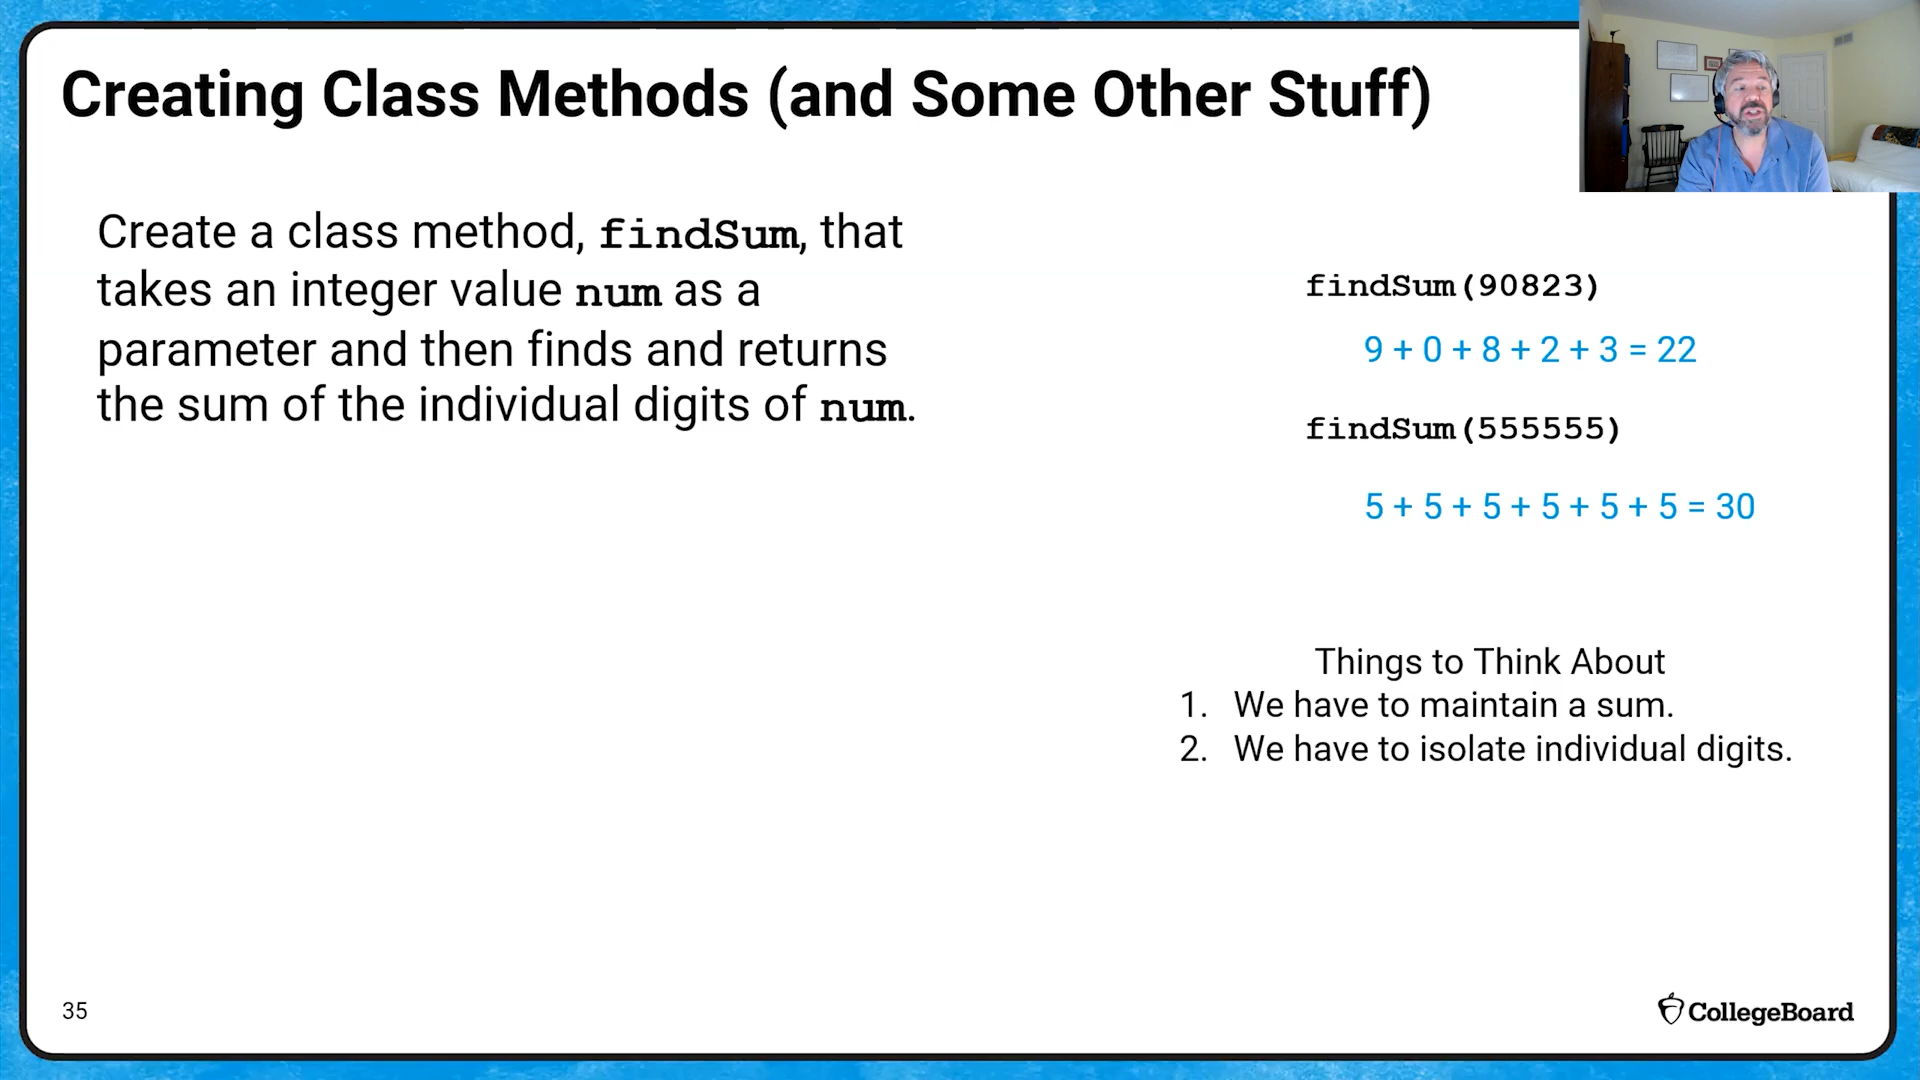 Creating Class Methods (and Some Other Stuff)
Create a class method, findSum, that
takes an integer value num as a
parameter and then finds and returns
the sum of the individual digits of num.
findSum(90823)
9 + 0 + 8 + 2 + 3 = 22
findSum(555555)
5 + 5 + 5 + 5 + 5 + 5 = 30
Things to Think About
1. We have to maintain a sum.
2. We have to isolate individual digits.
35
CollegeBoard